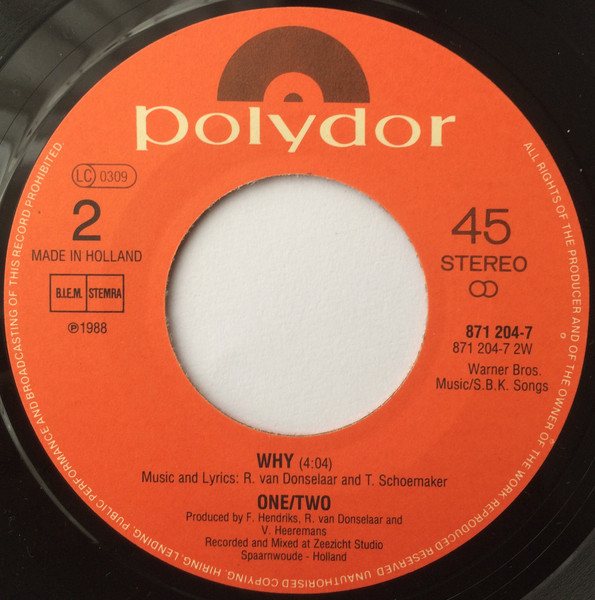 polydor
LC 0309
2
MADE IN HOLLAND
B.I.E.M. STEMRA
℗1988
45
STEREO
871 204-7
871 204-7 2W
Warner Bros.
Music/S.B.K. Songs
WHY (4:04)
Music and Lyrics: R. van Donselaar and T. Schoemaker
ONE/TWO
Produced by F. Hendriks, R. van Donselaar and
V. Heeremans
Recorded and Mixed at Zeezicht Studio
Spaarnwoude - Holland
ALL RIGHTS OF THE PRODUCER AND OF THE OWNER OF THE WORK REPRODUCED RESERVED. UNAUTHORISED COPYING, HIRING, LENDING, PUBLIC PERFORMANCE AND BROADCASTING OF THIS RECORD PROHIBITED.